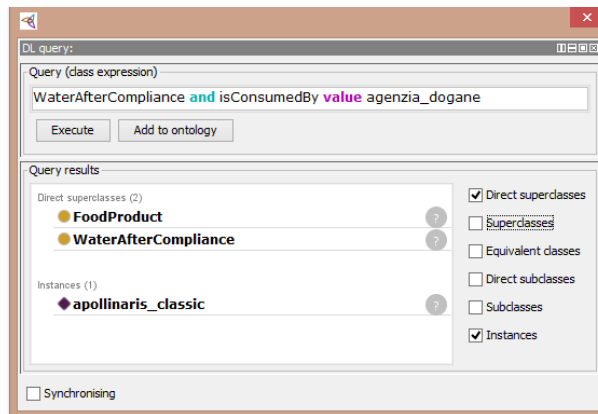 DL query:
Query (class expression)
WaterAfterCompliance and isConsumedBy value agenzia_dogane
Execute Add to ontology
Query results
Direct superclasses (2)
FoodProduct ?
WaterAfterCompliance ?
Instances (1)
apollinaris_classic ?
Direct superclasses
Superclasses
Equivalent classes
Direct subclasses
Subclasses
Instances
Synchronising